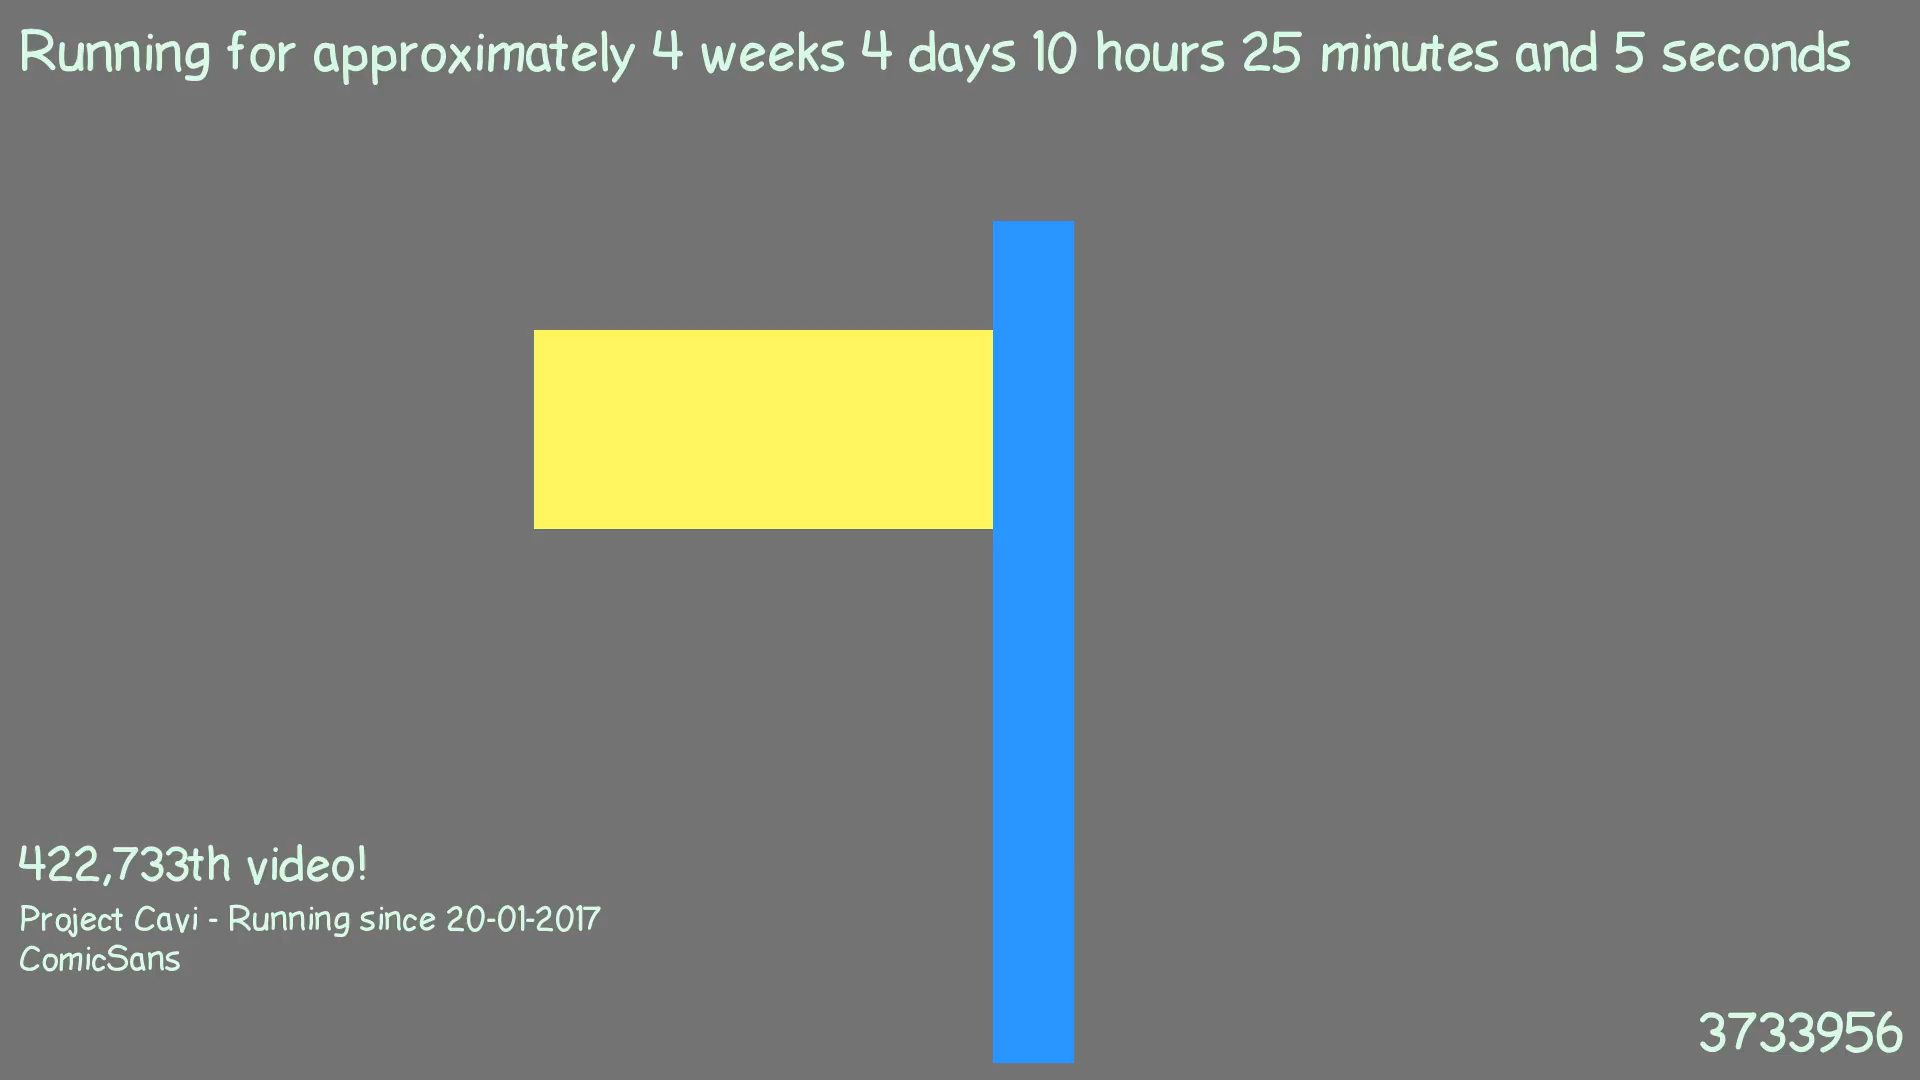 Running for approximately 4 weeks 4 days 10 hours 25 minutes and 5 seconds
422,733th video!
Project Cavi - Running since 20-01-2017
ComicSans
3733956